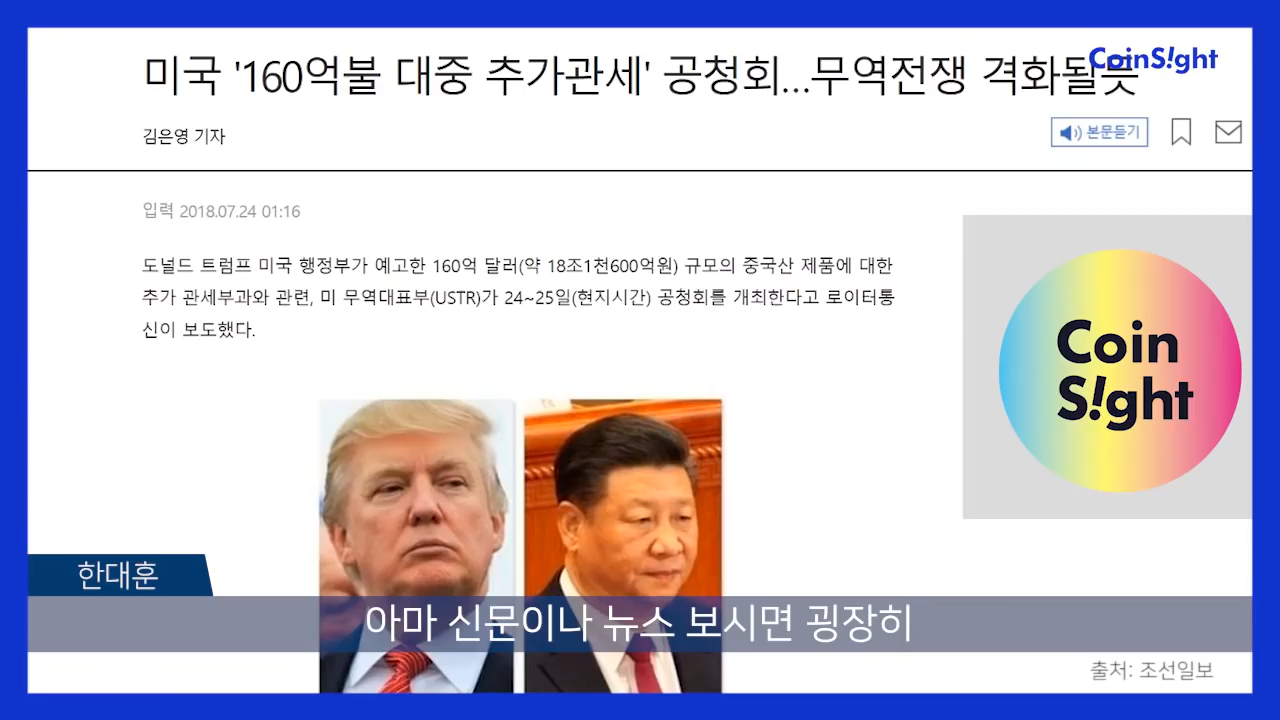 미국 '160억불 대중 추가관세' 공청회...무역전쟁 격화될듯
CoinS!ght
김은영 기자
본문듣기
입력 2018.07.24 01:16
도널드 트럼프 미국 행정부가 예고한 160억 달러(약 18조1천600억원) 규모의 중국산 제품에 대한
추가 관세부과와 관련, 미 무역대표부(USTR)가 24~25일(현지시간) 공청회를 개최한다고 로이터통
신이 보도했다.
Coin
S!ght
한대훈
아마 신문이나 뉴스 보시면 굉장히
출처: 조선일보